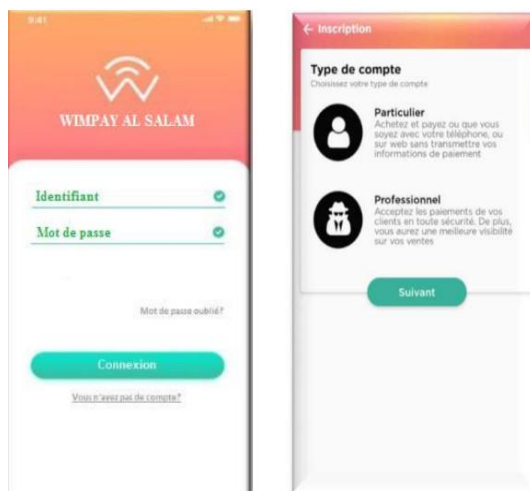 9:41
WIMPAY AL SALAM
Identifiant
Mot de passe
Mot de passe oublié?
Connexion
Vous n'avez pas de compte?
← Inscription
Type de compte
Choisissez votre type de compte
Particulier
Achetez et payez ou que vous
soyez avec votre téléphone, ou
sur web sans transmettre vos
informations de paiement
Professionnel
Acceptez les paiements de vos
clients en toute sécurité. De plus,
vous aurez une meilleure visibilité
sur vos ventes
Suivant